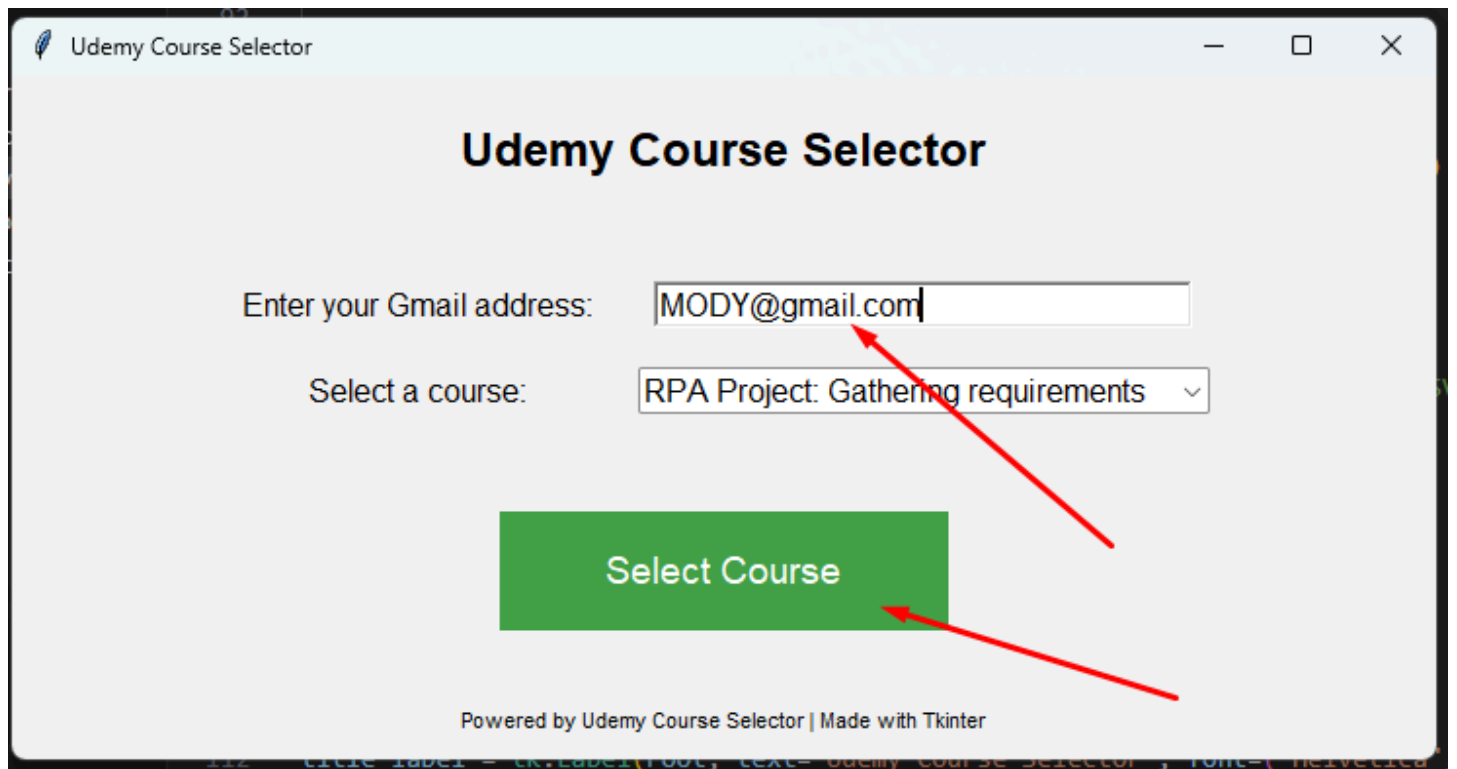 Udemy Course Selector
Udemy Course Selector
Enter your Gmail address: MODY@gmail.com
Select a course: RPA Project: Gathering requirements
Select Course
Powered by Udemy Course Selector | Made with Tkinter